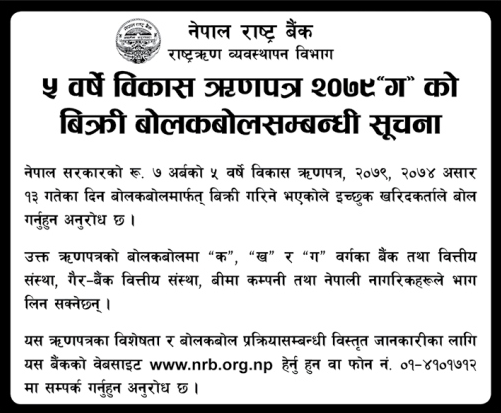 नेपाल राष्ट्र बैंक
राष्ट्रऋण व्यवस्थापन विभाग
५ वर्षे विकास ऋणपत्र २०७९"ग" को
बिक्री बोलकबोलसम्बन्धी सूचना
नेपाल सरकारको रू. ७ अर्बको ५ वर्षे विकास ऋणपत्र, २०७९, २०७४ असार
१३ गतेका दिन बोलकबोलमार्फत् बिक्री गरिने भएकोले इच्छुक खरिदकर्ताले बोल
गर्नुहुन अनुरोध छ ।
उक्त ऋणपत्रको बोलकबोलमा "क", "ख" र "ग" वर्गका बैंक तथा वित्तीय
संस्था, गैर-बैंक वित्तीय संस्था, बीमा कम्पनी तथा नेपाली नागरिकहरूले भाग
लिन सक्नेछन् ।
यस ऋणपत्रका विशेषता र बोलकबोल प्रक्रियासम्बन्धी विस्तृत जानकारीका लागि
यस बैंकको वेबसाइट www.nrb.org.np हेर्नु हुन वा फोन नं. ०१-४१०१७१२
मा सम्पर्क गर्नुहुन अनुरोध छ ।